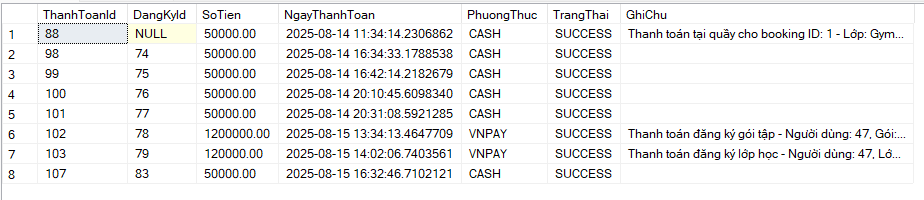 ThanhToanId DangKyId SoTien NgayThanhToan PhuongThuc TrangThai GhiChu
1 88 NULL 50000.00 2025-08-14 11:34:14.2306862 CASH SUCCESS Thanh toán tại quầy cho booking ID: 1 - Lớp: Gym...
2 98 74 50000.00 2025-08-14 16:34:33.1788538 CASH SUCCESS
3 99 75 50000.00 2025-08-14 16:42:14.2182679 CASH SUCCESS
4 100 76 50000.00 2025-08-14 20:10:45.6098340 CASH SUCCESS
5 101 77 50000.00 2025-08-14 20:31:08.5921285 CASH SUCCESS
6 102 78 1200000.00 2025-08-15 13:34:13.4647709 VNPAY SUCCESS Thanh toán đăng ký gói tập - Người dùng: 47, Gói:...
7 103 79 120000.00 2025-08-15 14:02:06.7403561 VNPAY SUCCESS Thanh toán đăng ký lớp học - Người dùng: 47, Lớ...
8 107 83 50000.00 2025-08-15 16:32:46.7102121 CASH SUCCESS